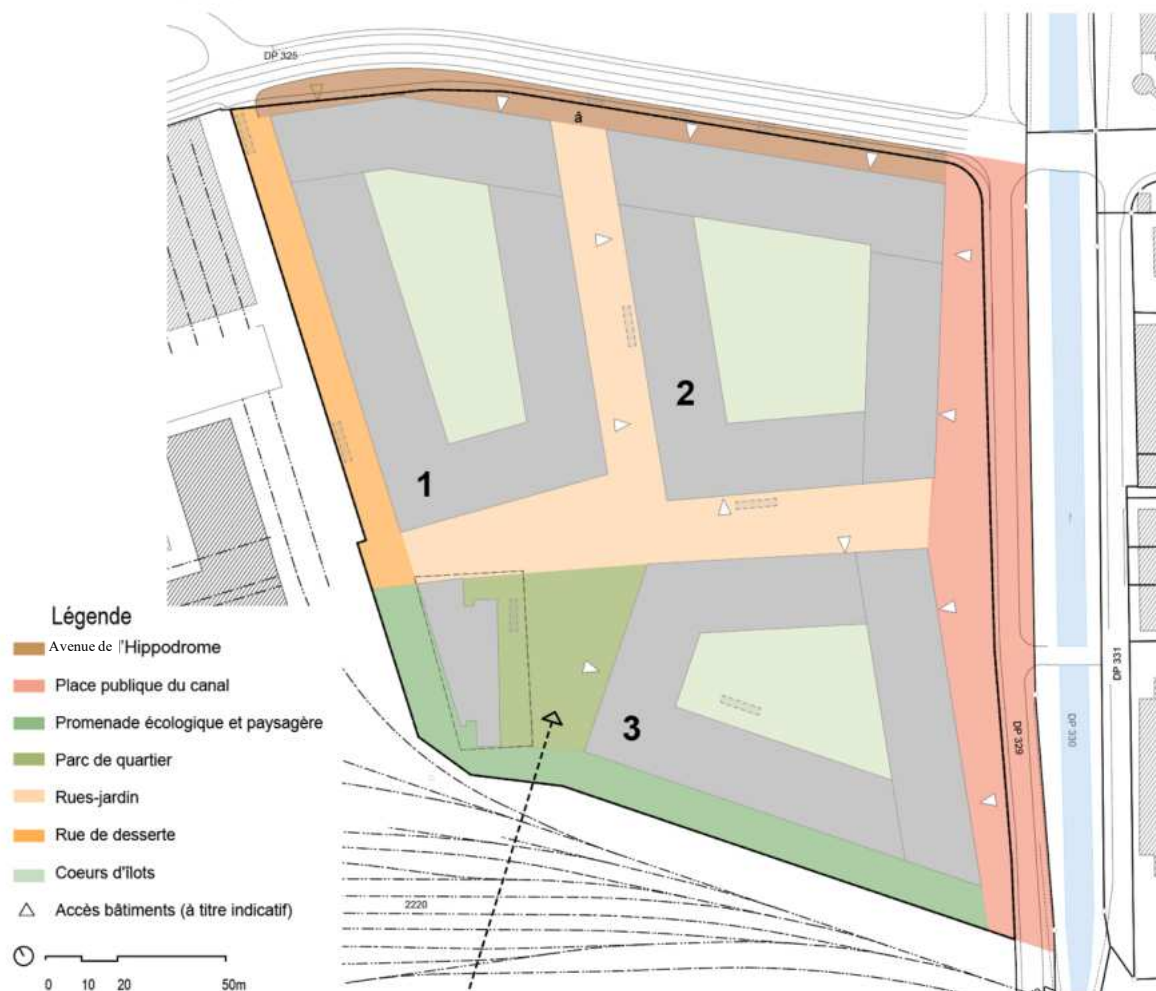 DP 325
á
2
1
3
DP 331
DP 329
DP 330
2220
Légende
Avenue de l'Hippodrome
Place publique du canal
Promenade écologique et paysagère
Parc de quartier
Rues-jardin
Rue de desserte
Coeurs d'îlots
Accès bâtiments (à titre indicatif)
0 10 20 50m